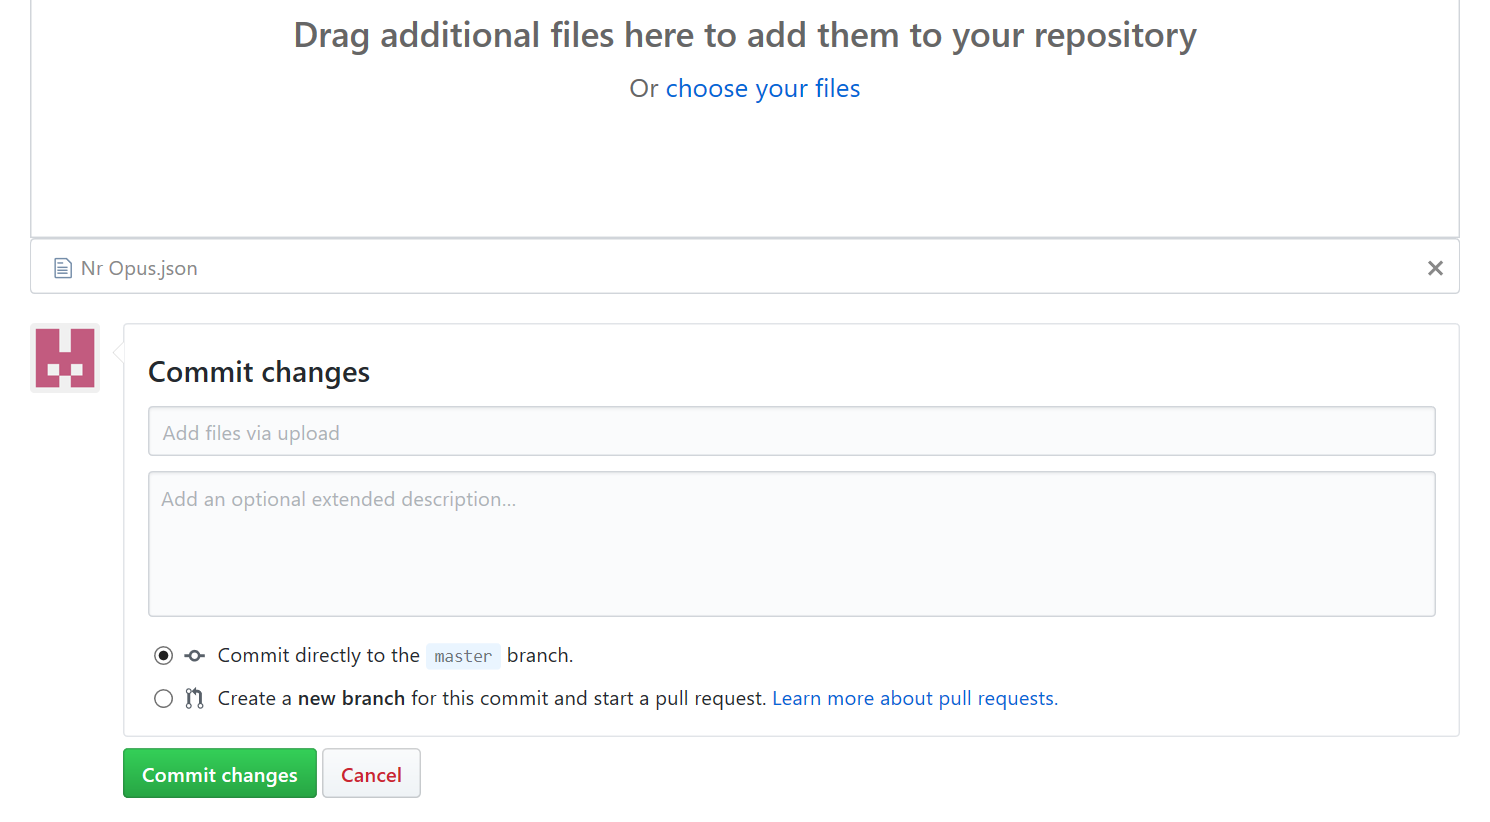 Drag additional files here to add them to your repository
Or choose your files
Nr Opus.json
Commit changes
Add files via upload
Add an optional extended description...
Commit directly to the master branch.
Create a new branch for this commit and start a pull request. Learn more about pull requests.
Commit changes Cancel